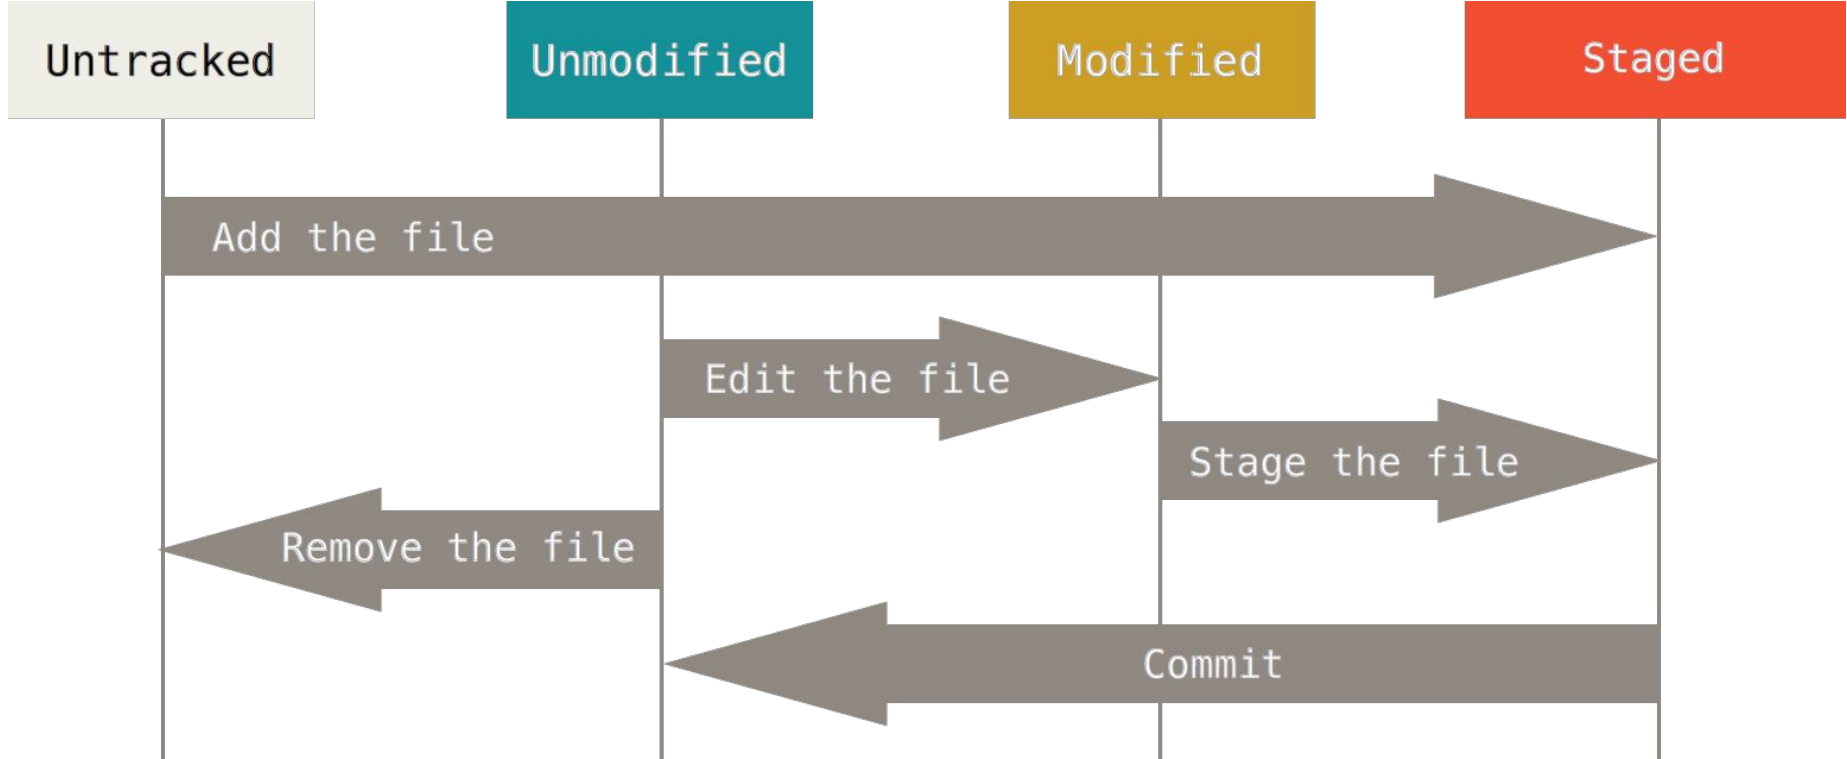 Untracked
Unmodified
Modified
Staged
Add the file
Edit the file
Stage the file
Remove the file
Commit